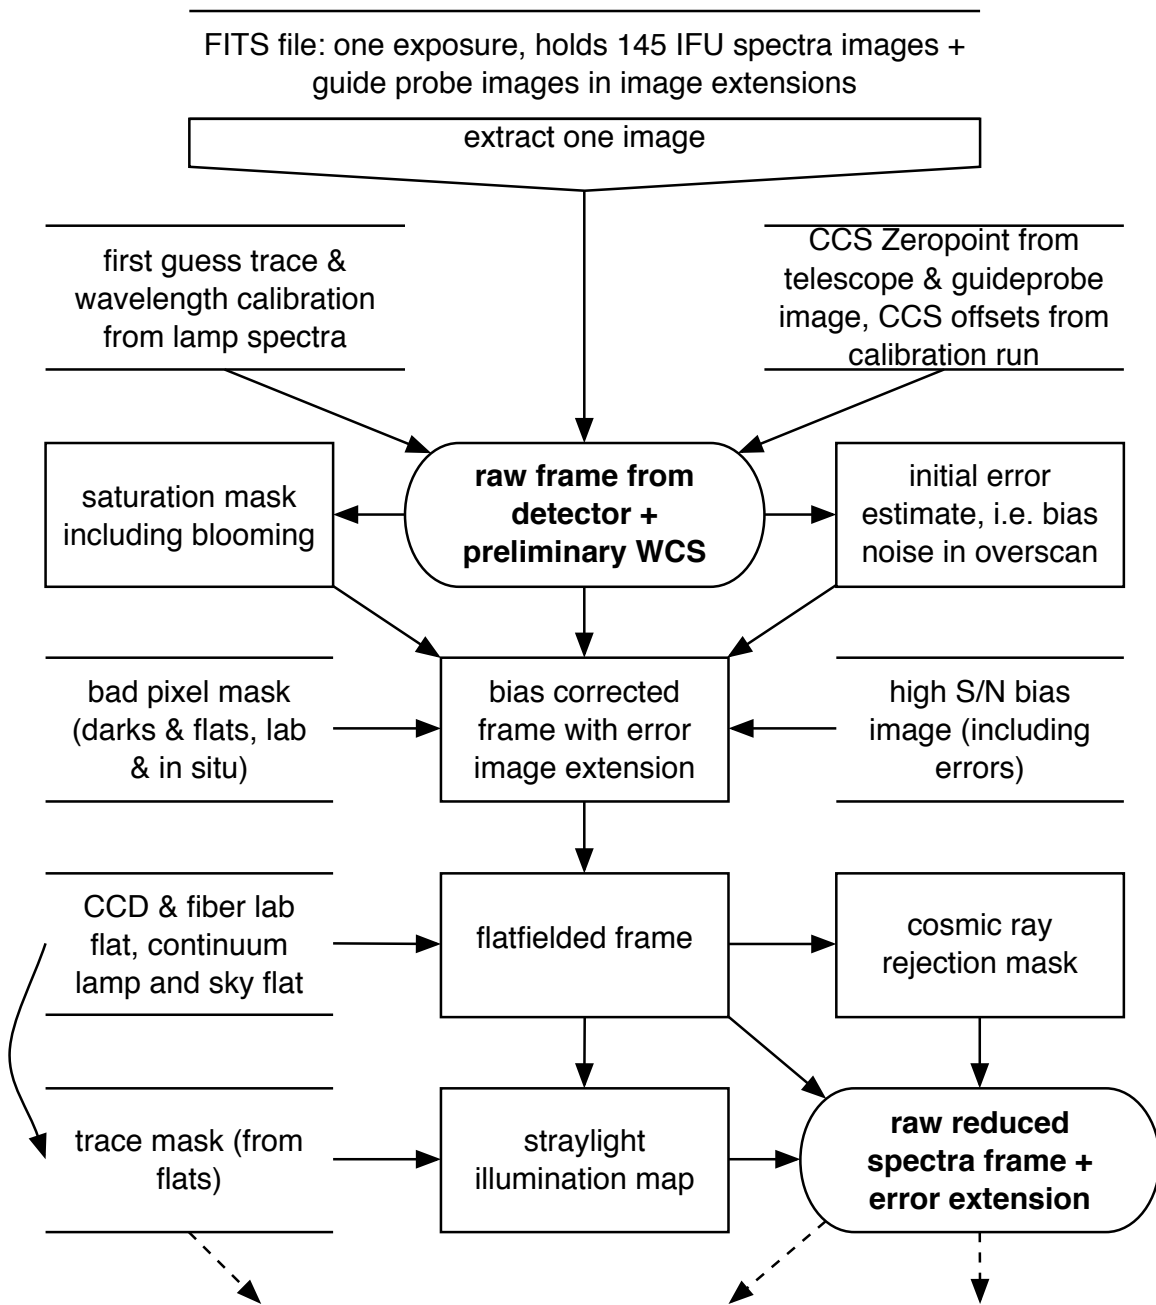 FITS file: one exposure, holds 145 IFU spectra images +
guide probe images in image extensions
extract one image
first guess trace &
wavelength calibration
from lamp spectra
CCS Zeropoint from
telescope & guideprobe
image, CCS offsets from
calibration run
saturation mask
including blooming
raw frame from
detector +
preliminary WCS
initial error
estimate, i.e. bias
noise in overscan
bad pixel mask
(darks & flats, lab
& in situ)
bias corrected
frame with error
image extension
high S/N bias
image (including
errors)
CCD & fiber lab
flat, continuum
lamp and sky flat
flatfielded frame
cosmic ray
rejection mask
trace mask (from
flats)
straylight
illumination map
raw reduced
spectra frame +
error extension